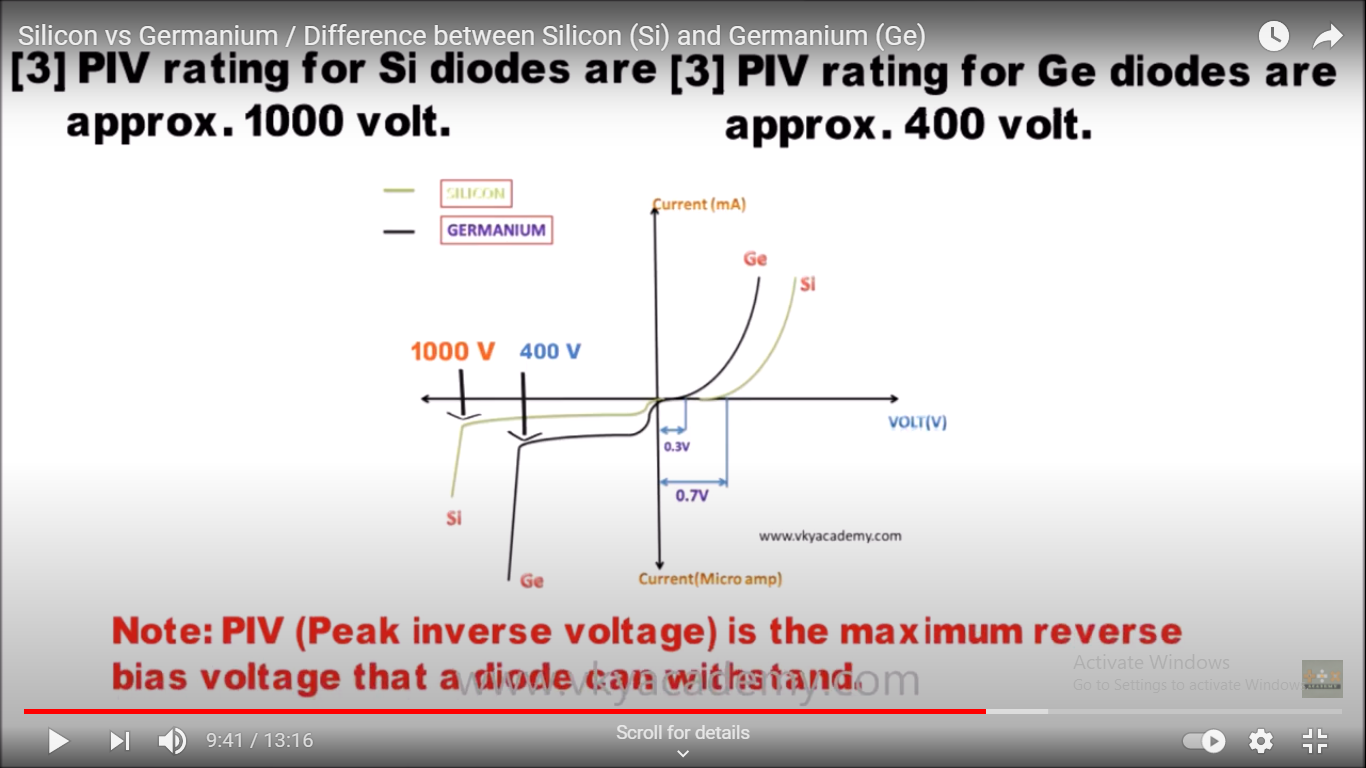 Silicon vs Germanium / Difference between Silicon (Si) and Germanium (Ge)
[3] PIV rating for Si diodes are
approx. 1000 volt.
[3] PIV rating for Ge diodes are
approx. 400 volt.
SILICON
GERMANIUM
Current (mA)
Ge
Si
1000 V
400 V
VOLT(V)
0.3V
0.7V
Si
www.vkyacademy.com
Ge
Current(Micro amp)
Note: PIV (Peak inverse voltage) is the maximum reverse
bias voltage that a diode can withstand.
www.vkyacademy.com
Activate Windows
Go to Settings to activate Windows
9:41 / 13:16
Scroll for details